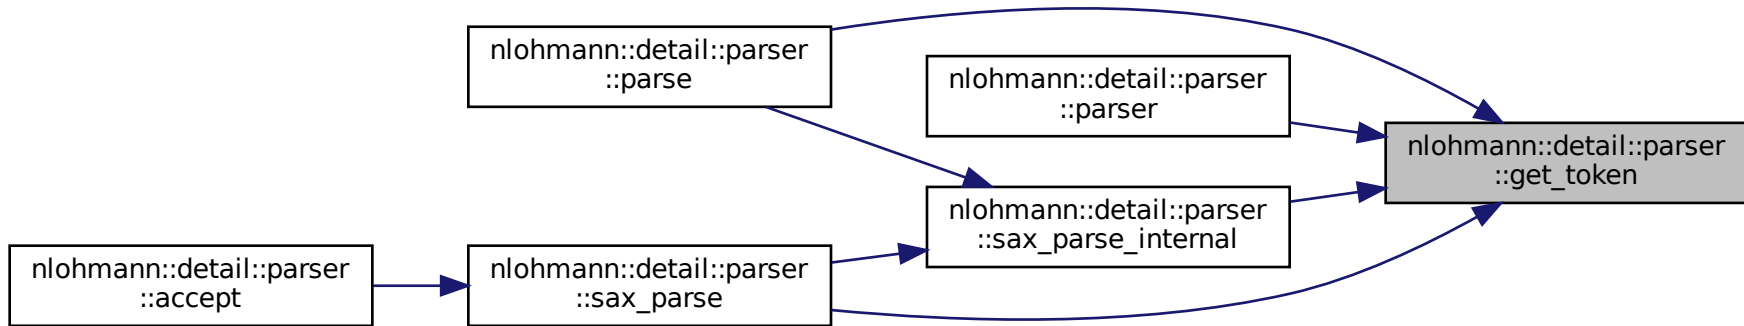 nlohmann::detail::parser
::parse
nlohmann::detail::parser
::parser
nlohmann::detail::parser
::get_token
nlohmann::detail::parser
::sax_parse_internal
nlohmann::detail::parser
::accept
nlohmann::detail::parser
::sax_parse